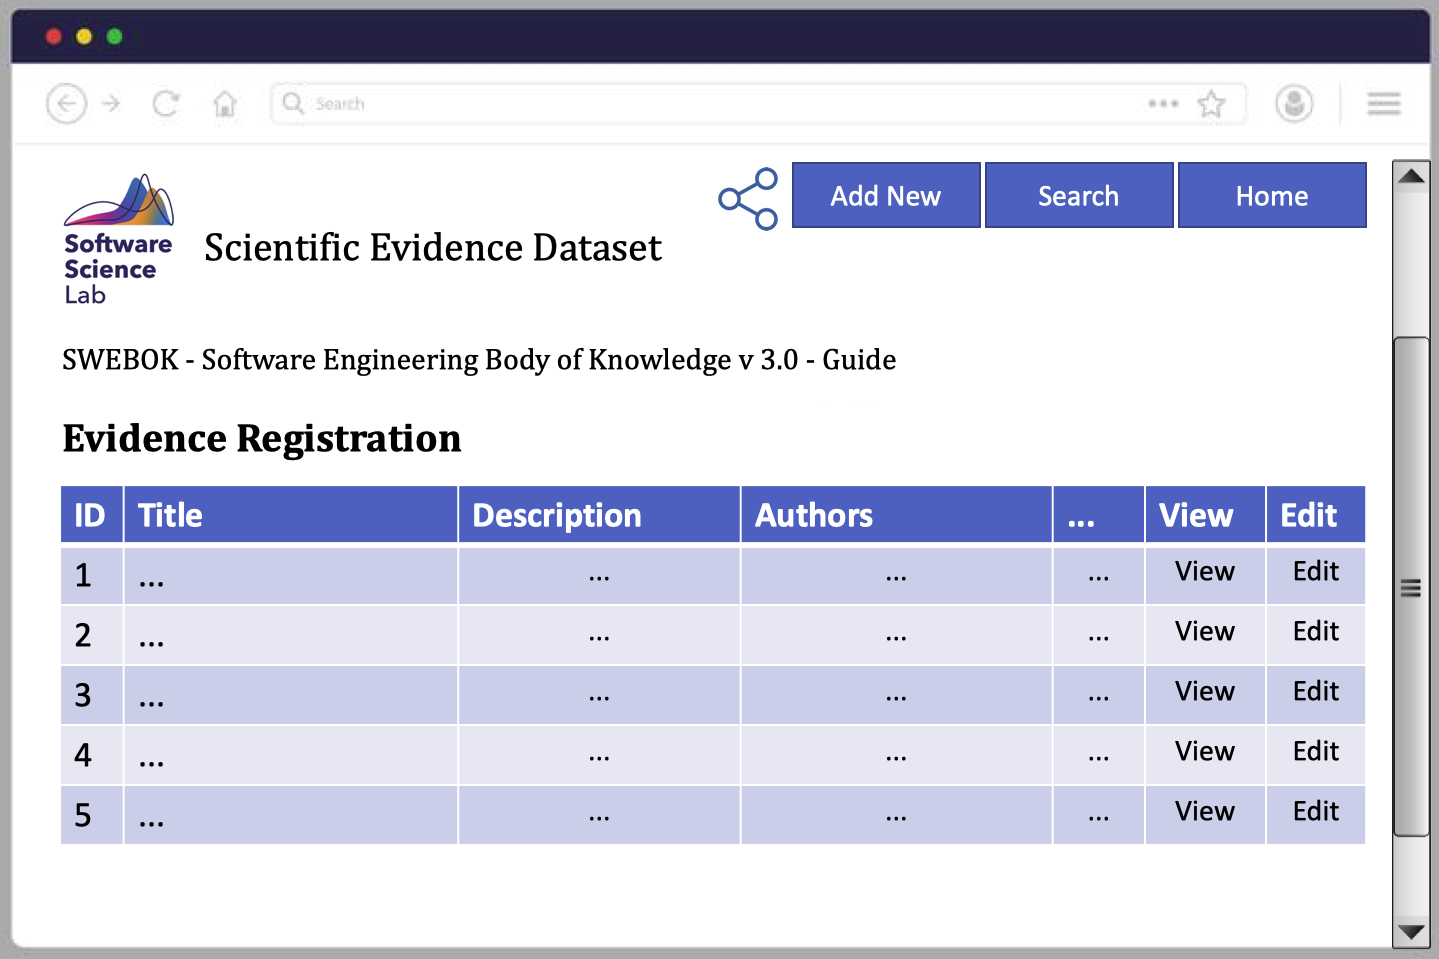 Search
Add New Search Home
Software
Science
Lab
Scientific Evidence Dataset
SWEBOK - Software Engineering Body of Knowledge v 3.0 - Guide
Evidence Registration
ID Title Description Authors ... View Edit
1 ... ... ... ... View Edit
2 ... ... ... ... View Edit
3 ... ... ... ... View Edit
4 ... ... ... ... View Edit
5 ... ... ... ... View Edit